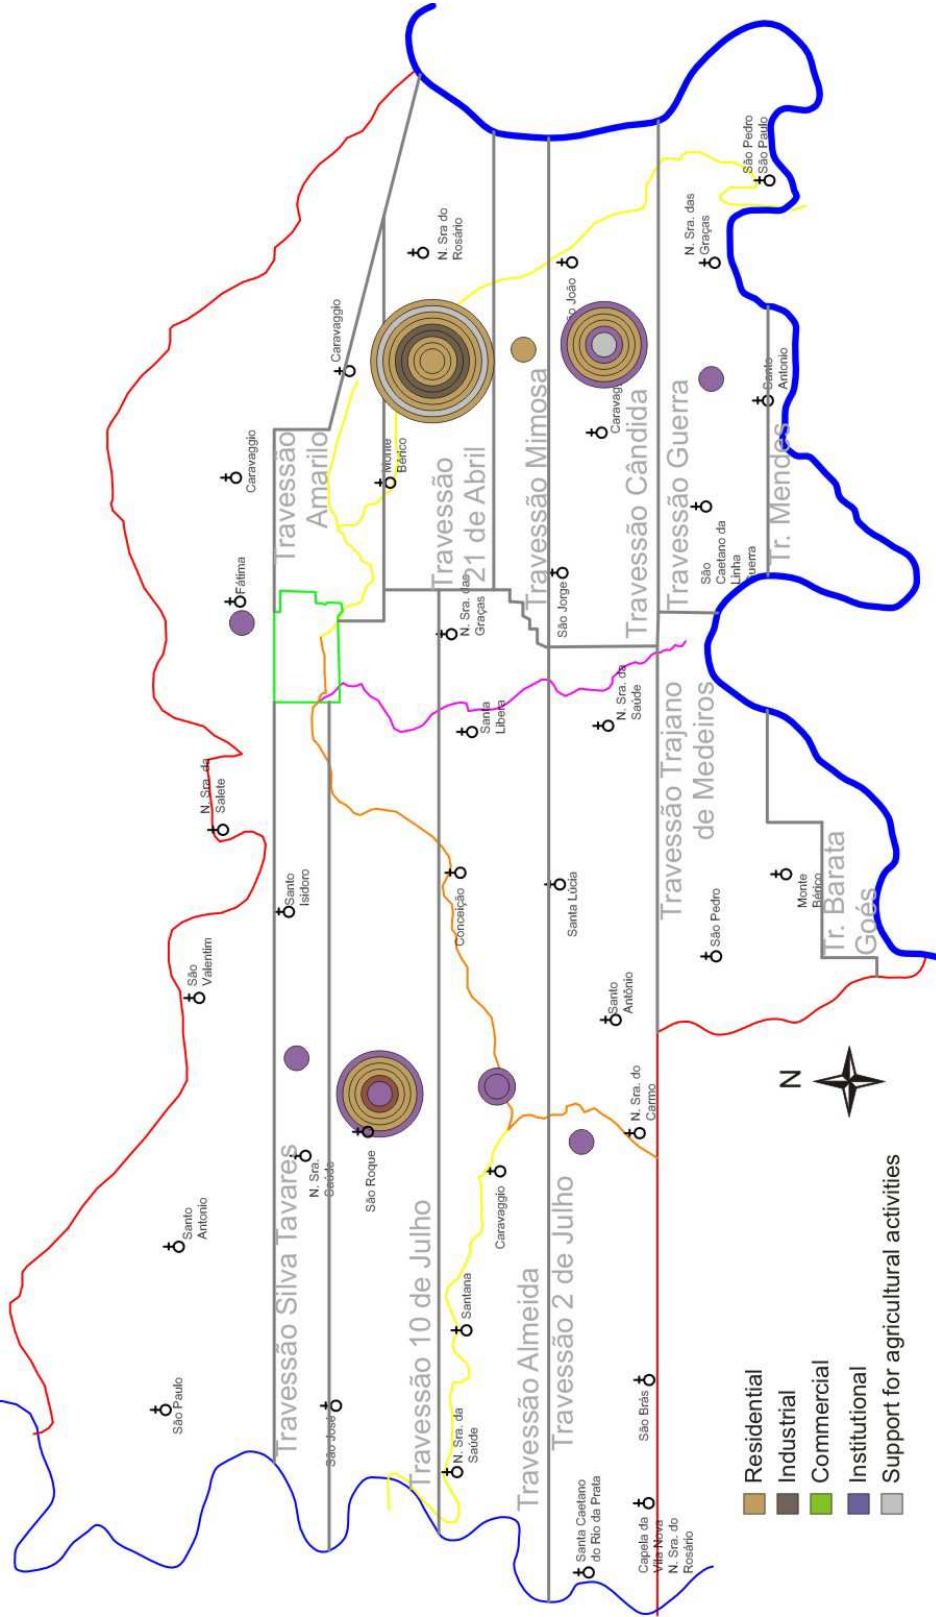 São Paulo
Santo
Antonio
São
Valentim
N. Sra. da
Salete
Fátima
Caravaggio
Travessão Silva Tavares
N. Sra.
Saúde
Santo
Isidoro
Travessão
Amarilo
Caravaggio
São José
São Roque
Monte
Bérico
N. Sra do
Rosário
Travessão 10 de Julho
N. Sra. da
Saúde
Santana
Caravaggio
Conceição
Santa
Libera
N. Sra. das
Graças
Travessão
21 de Abril
Travessão Almeida
Travessão 2 de Julho
Santa Lúcia
São Jorge
Travessão Mimosa
João
Santa Caetano
do Rio da Prata
Capela da
Vila Nova
N. Sra. do
Rosário
São Brás
N. Sra. do
Carmo
Santo
Antônio
N. Sra. da
Saúde
Caravag
Travessão Cândida
Travessão Guerra
Travessão Trajano
de Medeiros
São Pedro
São
Caetano da
Linha
uerra
N. Sra. das
Graças
São Pedro
São Paulo
Santo
Antonio
Tr. Mendes
Monte
Bérico
Tr. Barata
Goés
N
Residential
Industrial
Commercial
Institutional
Support for agricultural activities